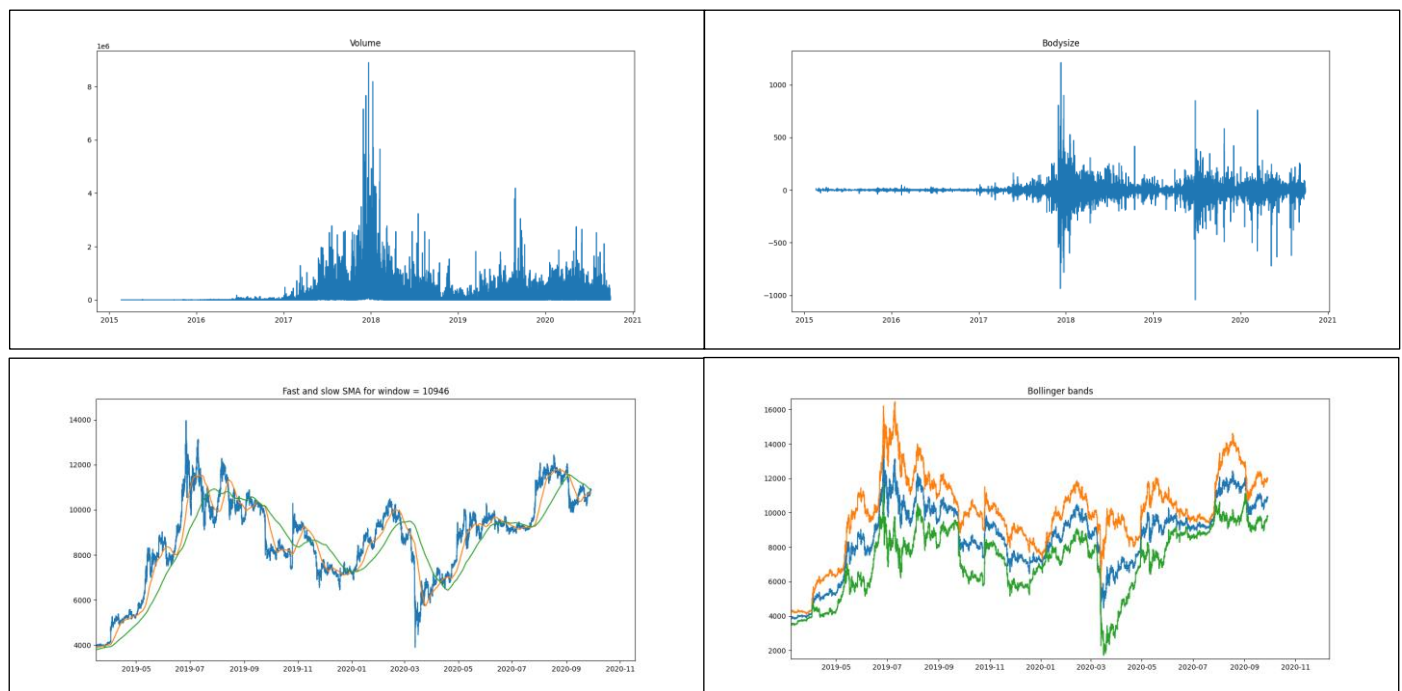 Volume
1e6
8
6
4
2
0
2015 2016 2017 2018 2019 2020 2021
Bodysize
1000
500
0
−500
−1000
2015 2016 2017 2018 2019 2020 2021
Fast and slow SMA for window = 10946
14000
12000
10000
8000
6000
4000
2019-05 2019-07 2019-09 2019-11 2020-01 2020-03 2020-05 2020-07 2020-09 2020-11
Bollinger bands
16000
14000
12000
10000
8000
6000
4000
2000
2019-05 2019-07 2019-09 2019-11 2020-01 2020-03 2020-05 2020-07 2020-09 2020-11